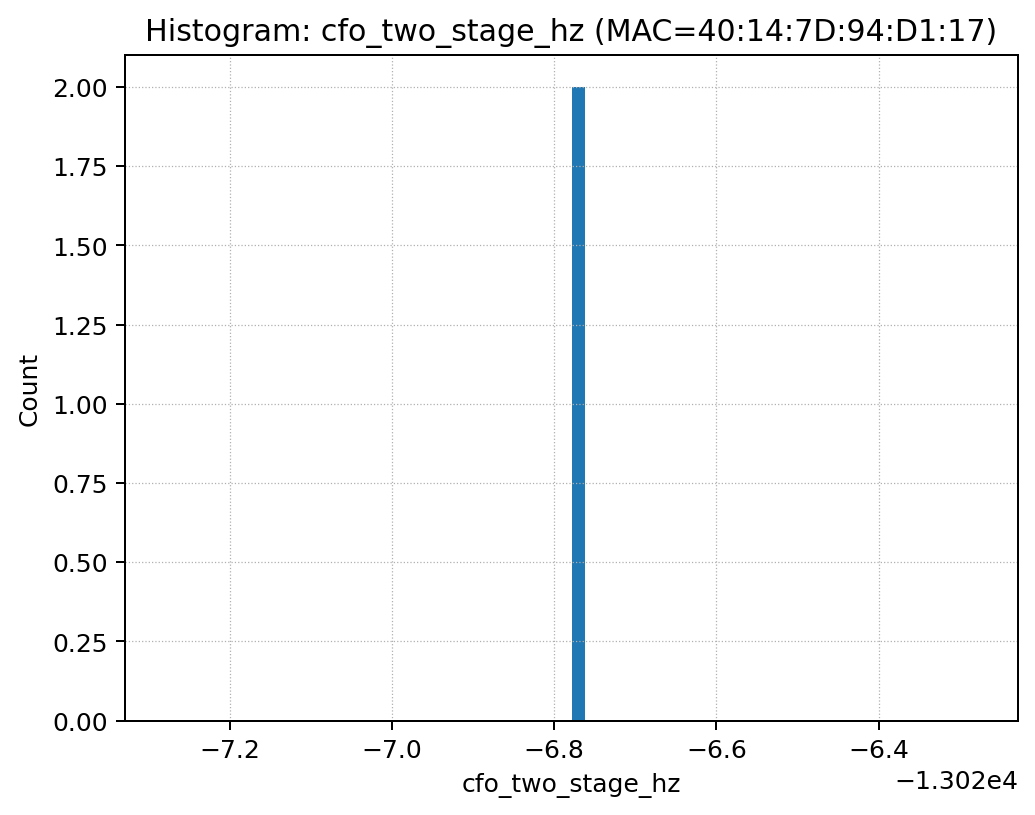 Histogram: cfo_two_stage_hz (MAC=40:14:7D:94:D1:17)
2.00
1.75
1.50
1.25
1.00
0.75
0.50
0.25
0.00
Count
−7.2 −7.0 −6.8 −6.6 −6.4
cfo_two_stage_hz
−1.302e4